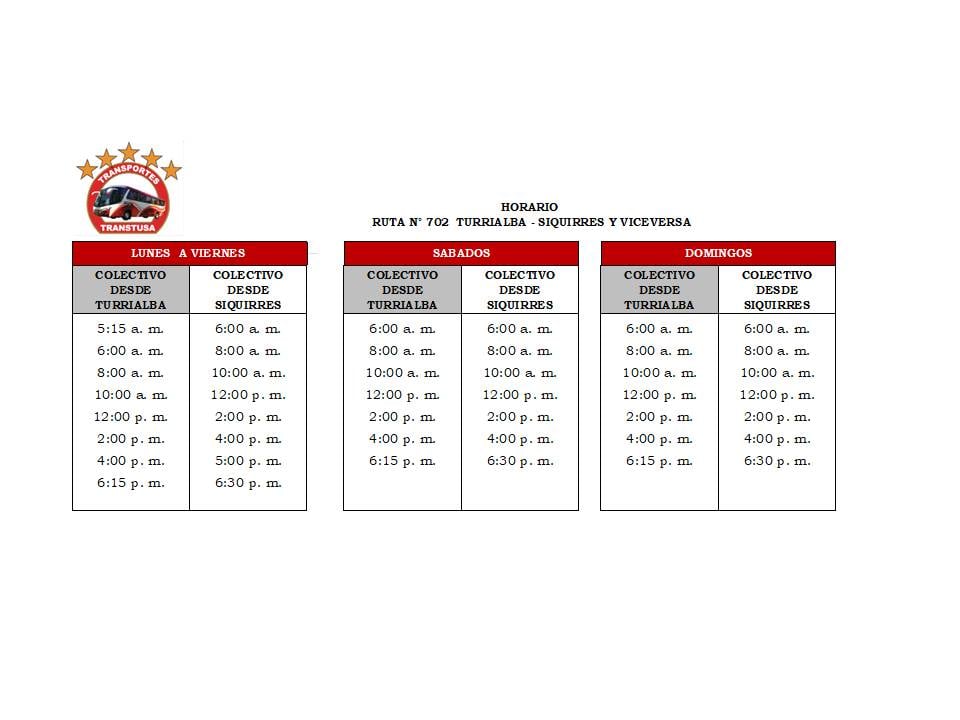 TRANSPORTES
TRANSTUSA
HORARIO
RUTA N° 702 TURRIALBA - SIQUIRRES Y VICEVERSA
LUNES A VIERNES
COLECTIVO DESDE TURRIALBA
COLECTIVO DESDE SIQUIRRES
5:15 a. m. 6:00 a. m.
6:00 a. m. 8:00 a. m.
8:00 a. m. 10:00 a. m.
10:00 a. m. 12:00 p. m.
12:00 p. m. 2:00 p. m.
2:00 p. m. 4:00 p. m.
4:00 p. m. 5:00 p. m.
6:15 p. m. 6:30 p. m.
SABADOS
COLECTIVO DESDE TURRIALBA
COLECTIVO DESDE SIQUIRRES
6:00 a. m. 6:00 a. m.
8:00 a. m. 8:00 a. m.
10:00 a. m. 10:00 a. m.
12:00 p. m. 12:00 p. m.
2:00 p. m. 2:00 p. m.
4:00 p. m. 4:00 p. m.
6:15 p. m. 6:30 p. m.
DOMINGOS
COLECTIVO DESDE TURRIALBA
COLECTIVO DESDE SIQUIRRES
6:00 a. m. 6:00 a. m.
8:00 a. m. 8:00 a. m.
10:00 a. m. 10:00 a. m.
12:00 p. m. 12:00 p. m.
2:00 p. m. 2:00 p. m.
4:00 p. m. 4:00 p. m.
6:15 p. m. 6:30 p. m.